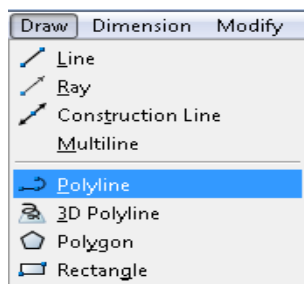 Draw Dimension Modify
Line
Ray
Construction Line
Multiline
Polyline
3D Polyline
Polygon
Rectangle